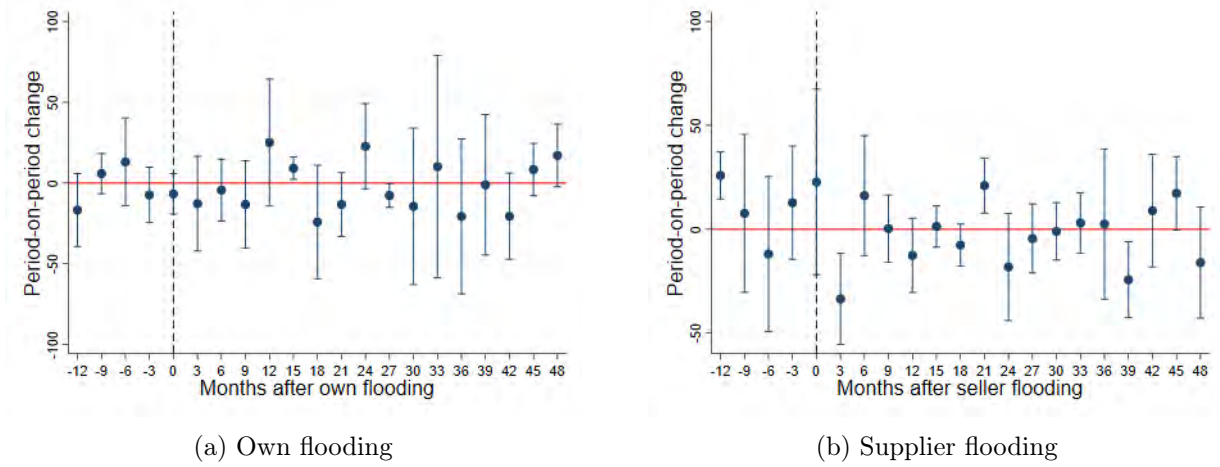 Period-on-period change
100
50
0
-50
-100
-12 -9 -6 -3 0 3 6 9 12 15 18 21 24 27 30 33 36 39 42 45 48
Months after own flooding
(a) Own flooding
Period-on-period change
100
50
0
-50
-12 -9 -6 -3 0 3 6 9 12 15 18 21 24 27 30 33 36 39 42 45 48
Months after seller flooding
(b) Supplier flooding